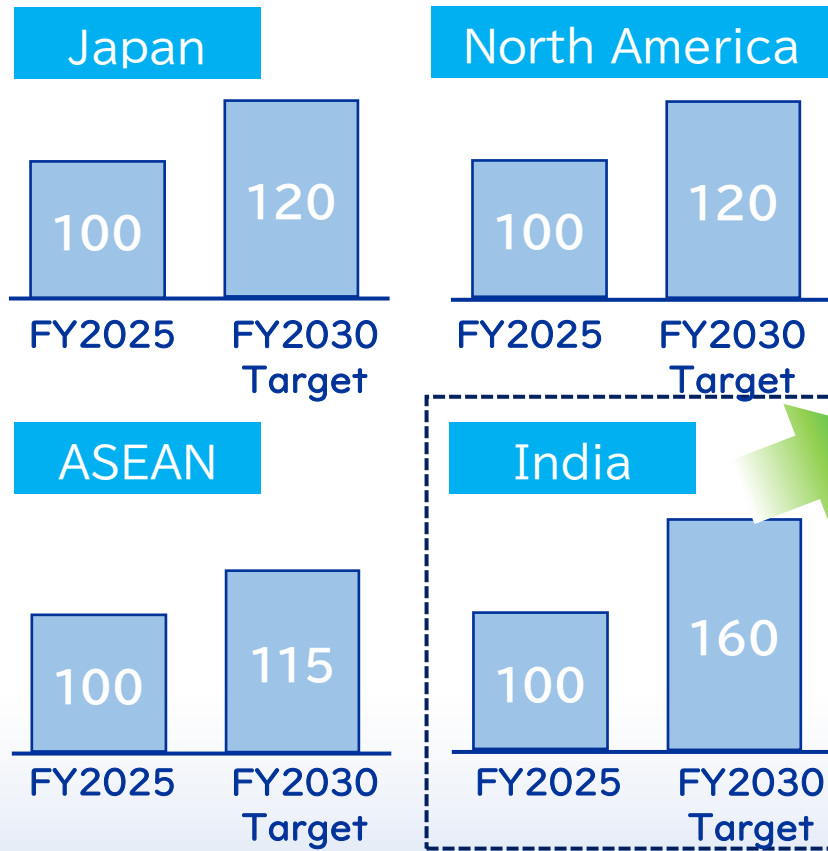 Japan
100
120
FY2025
FY2030
Target
North America
100
120
FY2025
FY2030
Target
ASEAN
100
115
FY2025
FY2030
Target
India
100
160
FY2025
FY2030
Target